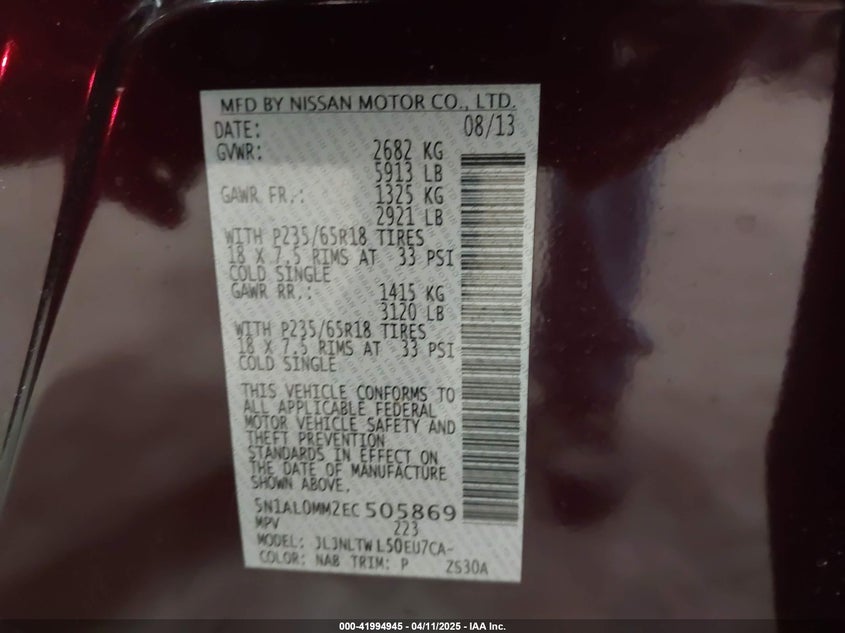 MFD BY NISSAN MOTOR CO., LTD.
DATE: 08/13
GVWR: 2682 KG
5913 LB
GAWR FR.: 1325 KG
2921 LB
WITH P235/65R18 TIRES
18 X 7.5 RIMS AT 33 PSI
COLD SINGLE
GAWR RR.: 1415 KG
3120 LB
WITH P235/65R18 TIRES
18 X 7.5 RIMS AT 33 PSI
COLD SINGLE
THIS VEHICLE CONFORMS TO
ALL APPLICABLE FEDERAL
MOTOR VEHICLE SAFETY AND
THEFT PREVENTION
STANDARDS IN EFFECT ON
THE DATE OF MANUFACTURE
SHOWN ABOVE.
5N1AL0MM2EC505869
MPV 223
MODEL: JLJNLTWL50EU7CA-
COLOR: NAB TRIM: P ZS30A
000-41994945 - 04/11/2025 - IAA Inc.